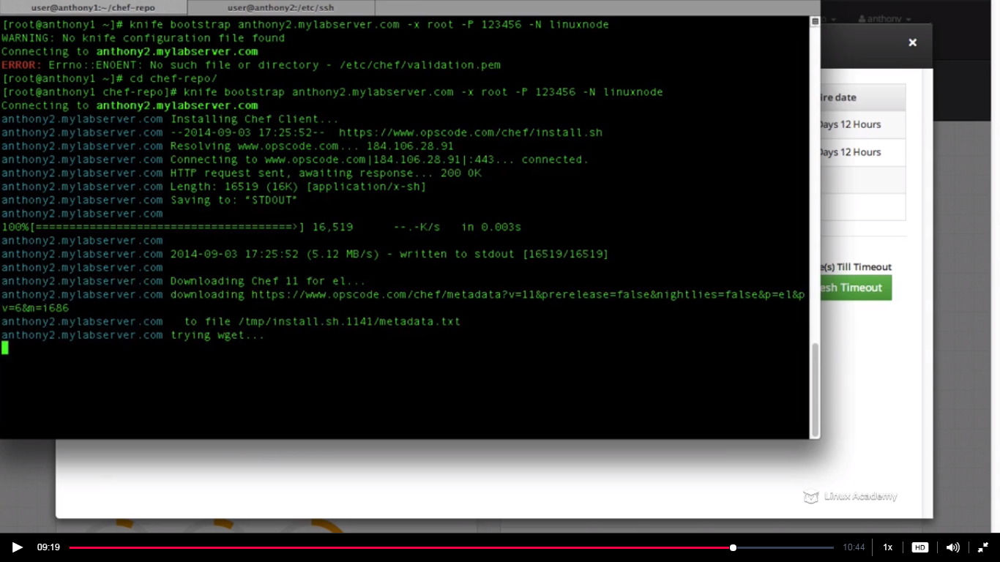 user@anthony1:~/chef-repo
user@anthony2:/etc/ssh
anthony
[root@anthony1 ~]# knife bootstrap anthony2.mylabserver.com -x root -P 123456 -N linuxnode
WARNING: No knife configuration file found
Connecting to anthony2.mylabserver.com
ERROR: Errno::ENOENT: No such file or directory - /etc/chef/validation.pem
[root@anthony1 ~]# cd chef-repo/
[root@anthony1 chef-repo]# knife bootstrap anthony2.mylabserver.com -x root -P 123456 -N linuxnode
Connecting to anthony2.mylabserver.com
anthony2.mylabserver.com Installing Chef Client...
anthony2.mylabserver.com --2014-09-03 17:25:52-- https://www.opscode.com/chef/install.sh
anthony2.mylabserver.com Resolving www.opscode.com... 184.106.28.91
anthony2.mylabserver.com Connecting to www.opscode.com|184.106.28.91|:443... connected.
anthony2.mylabserver.com HTTP request sent, awaiting response... 200 OK
anthony2.mylabserver.com Length: 16519 (16K) [application/x-sh]
anthony2.mylabserver.com Saving to: "STDOUT"
anthony2.mylabserver.com
100%[======================================>] 16,519 --.-K/s in 0.003s
anthony2.mylabserver.com
anthony2.mylabserver.com 2014-09-03 17:25:52 (5.12 MB/s) - written to stdout [16519/16519]
anthony2.mylabserver.com
anthony2.mylabserver.com Downloading Chef 11 for el...
anthony2.mylabserver.com downloading https://www.opscode.com/chef/metadata?v=11&prerelease=false&nightlies=false&p=el&p
v=6&m=i686
anthony2.mylabserver.com to file /tmp/install.sh.1141/metadata.txt
anthony2.mylabserver.com trying wget...
ire date
Days 12 Hours
Days 12 Hours
e(s) Till Timeout
esh Timeout
Linux Academy
09:19
10:44
1x
HD